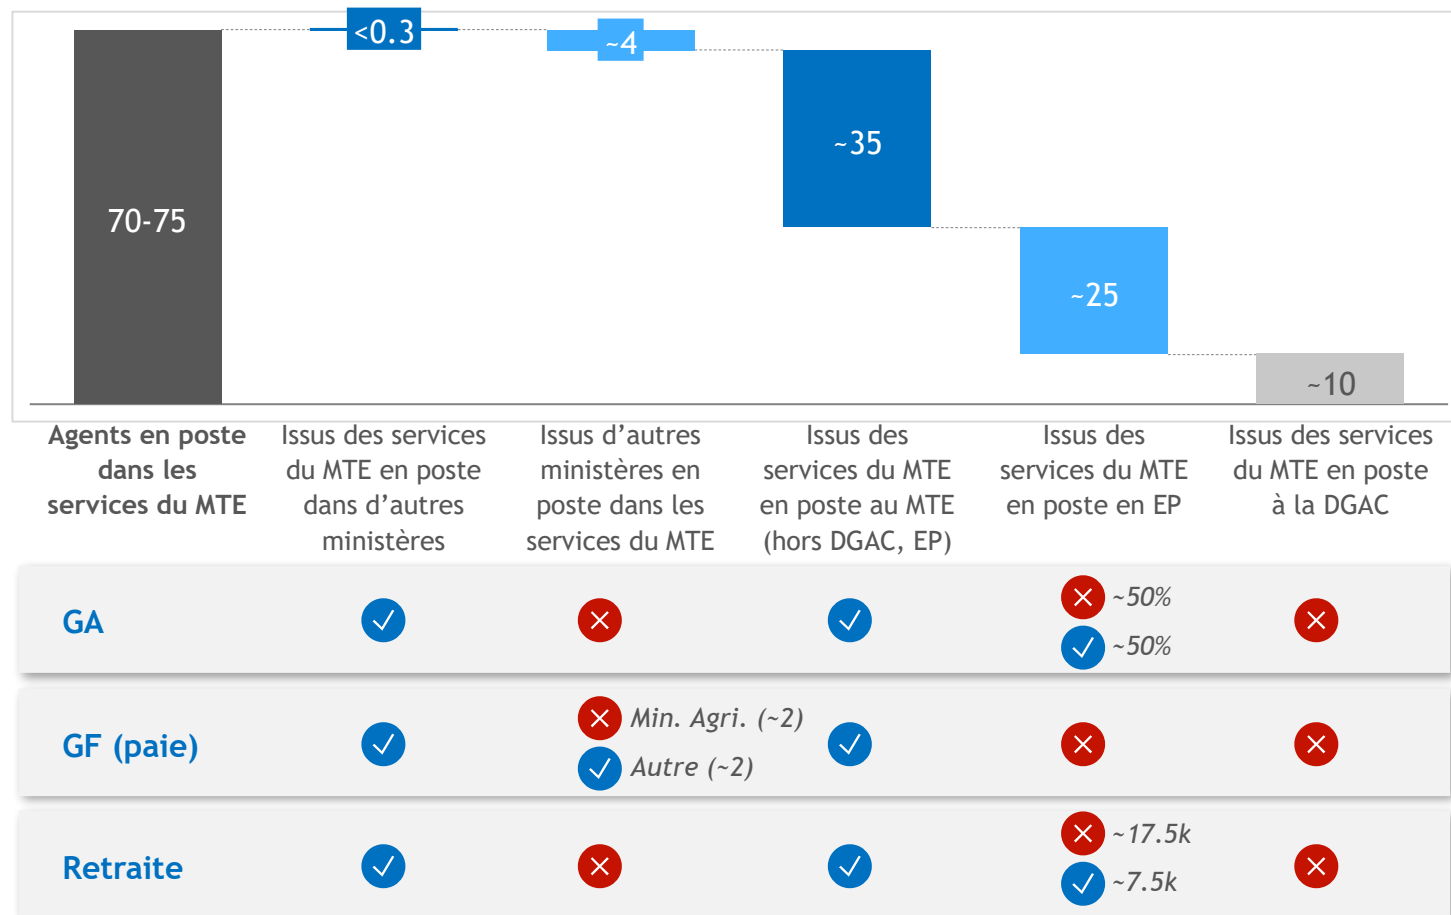 <0.3
~4
~35
70-75
~25
~10
Agents en poste
dans les
services du MTE
Issus des services
du MTE en poste
dans d’autres
ministères
Issus d’autres
ministères en
poste dans les
services du MTE
Issus des
services du MTE
en poste au MTE
(hors DGAC, EP)
Issus des
services du MTE
en poste en EP
Issus des services
du MTE en poste
à la DGAC
GA
~50%
~50%
GF (paie)
Min. Agri. (~2)
Autre (~2)
Retraite
~17.5k
~7.5k